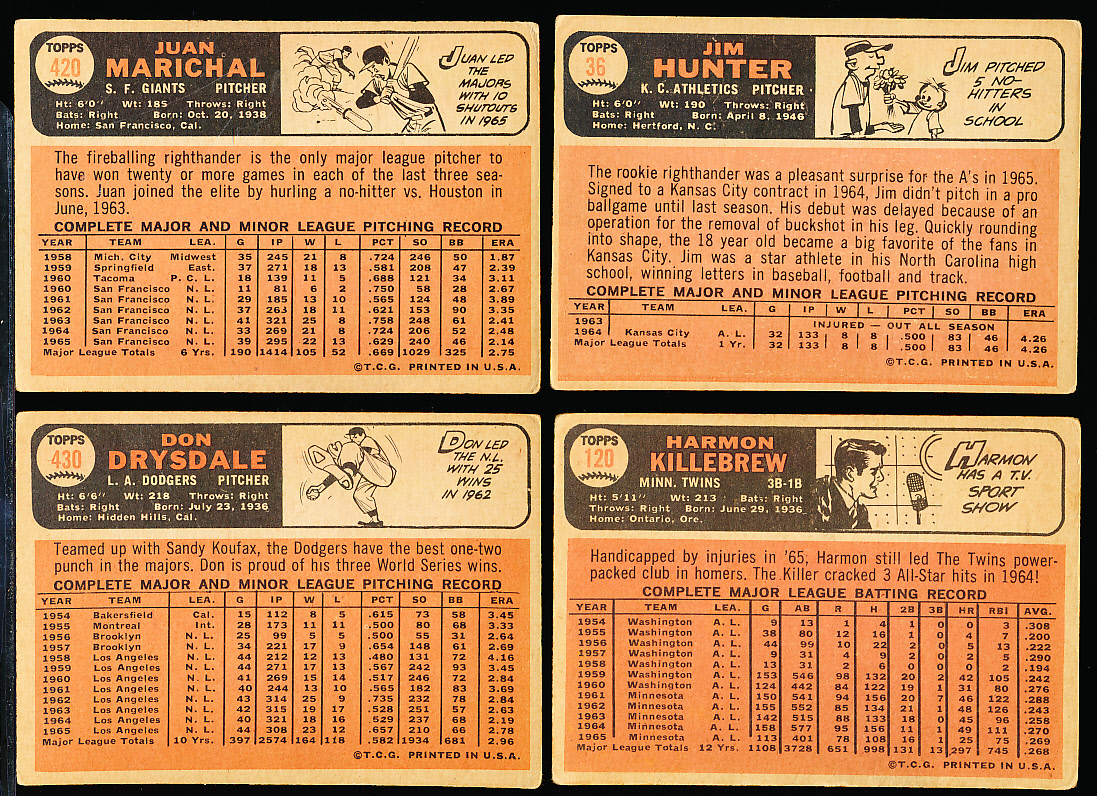 TOPPS
420
JUAN
MARICHAL
S. F. GIANTS PITCHER
Ht: 6'0" Wt: 185 Throws: Right
Bats: Right Born: Oct. 20, 1938
Home: San Francisco, Cal.
JUAN LED
THE
MAJORS
WITH 10
SHUTOUTS
IN 1965
The fireballing righthander is the only major league pitcher to
have won twenty or more games in each of the last three sea-
sons. Juan joined the elite by hurling a no-hitter vs. Houston in
June, 1963.
COMPLETE MAJOR AND MINOR LEAGUE PITCHING RECORD
YEAR TEAM LEA. G IP W L PCT SO BB ERA
1958 Mich. City Midwest 35 245 21 8 .724 246 50 1.87
1959 Springfield East. 37 271 18 13 .581 208 47 2.39
1960 Tacoma P. C. L. 18 139 11 5 .688 121 34 3.11
1960 San Francisco N. L. 11 81 6 2 .750 58 28 2.67
1961 San Francisco N. L. 29 185 13 10 .565 124 48 3.89
1962 San Francisco N. L. 37 263 18 11 .621 153 90 3.35
1963 San Francisco N. L. 41 321 25 8 .758 248 61 2.41
1964 San Francisco N. L. 33 269 21 8 .724 206 52 2.48
1965 San Francisco N. L. 39 295 22 13 .629 240 46 2.14
Major League Totals 6 Yrs. 190 1414 105 52 .669 1029 325 2.75
©T.C.G. PRINTED IN U.S.A.
TOPPS
36
JIM
HUNTER
K. C. ATHLETICS PITCHER
Ht: 6'0" Wt: 190 Throws: Right
Bats: Right Born: April 8, 1946
Home: Hertford, N. C.
JIM PITCHED
5 NO-
HITTERS
IN
SCHOOL
The rookie righthander was a pleasant surprise for the A's in 1965.
Signed to a Kansas City contract in 1964, Jim didn't pitch in a pro
ballgame until last season. His debut was delayed because of an
operation for the removal of buckshot in his leg. Quickly rounding
into shape, the 18 year old became a big favorite of the fans in
Kansas City. Jim was a star athlete in his North Carolina high
school, winning letters in baseball, football and track.
COMPLETE MAJOR AND MINOR LEAGUE PITCHING RECORD
YEAR TEAM LEA. G IP W L PCT SO BB ERA
1963 INJURED — OUT ALL SEASON
1964 Kansas City A. L. 32 133 8 8 .500 83 46 4.26
Major League Totals 1 Yr. 32 133 8 8 .500 83 46 4.26
©T.C.G. PRINTED IN U.S.A.
TOPPS
430
DON
DRYSDALE
L. A. DODGERS PITCHER
Ht: 6'6" Wt: 218 Throws: Right
Bats: Right Born: July 23, 1936
Home: Hidden Hills, Cal.
DON LED
THE N.L.
WITH 25
WINS
IN 1962
Teamed up with Sandy Koufax, the Dodgers have the best one-two
punch in the majors. Don is proud of his three World Series wins.
COMPLETE MAJOR AND MINOR LEAGUE PITCHING RECORD
YEAR TEAM LEA. G IP W L PCT SO BB ERA
1954 Bakersfield Cal. 15 112 8 5 .615 73 58 3.45
1955 Montreal Int. 28 173 11 11 .500 80 68 3.33
1956 Brooklyn N. L. 25 99 5 5 .500 55 31 2.64
1957 Brooklyn N. L. 34 221 17 9 .654 148 61 2.69
1958 Los Angeles N. L. 44 212 12 13 .480 131 72 4.16
1959 Los Angeles N. L. 44 271 17 13 .567 242 93 3.45
1960 Los Angeles N. L. 41 269 15 14 .517 246 72 2.84
1961 Los Angeles N. L. 40 244 13 10 .565 182 83 3.69
1962 Los Angeles N. L. 43 314 25 9 .735 232 78 2.84
1963 Los Angeles N. L. 42 315 19 17 .528 251 57 2.63
1964 Los Angeles N. L. 40 321 18 16 .529 237 68 2.19
1965 Los Angeles N. L. 44 308 23 12 .657 210 66 2.78
Major League Totals 10 Yrs. 397 2574 164 118 .582 1934 681 2.96
©T.C.G. PRINTED IN U.S.A.
TOPPS
120
HARMON
KILLEBREW
MINN. TWINS 3B-1B
Ht: 5'11" Wt: 213 Bats: Right
Throws: Right Born: June 29, 1936
Home: Ontario, Ore.
HARMON
HAS A T.V.
SPORT
SHOW
Handicapped by injuries in '65, Harmon still led The Twins power-
packed club in homers. The Killer cracked 3 All-Star hits in 1964!
COMPLETE MAJOR LEAGUE BATTING RECORD
YEAR TEAM LEA. G AB R H 2B 3B HR RBI AVG.
1954 Washington A. L. 9 13 1 4 1 0 0 3 .308
1955 Washington A. L. 38 80 12 16 1 0 4 7 .200
1956 Washington A. L. 44 99 10 22 2 0 5 13 .222
1957 Washington A. L. 9 31 4 9 2 0 2 5 .290
1958 Washington A. L. 13 31 2 6 0 0 0 2 .194
1959 Washington A. L. 153 546 98 132 20 2 42 105 .242
1960 Washington A. L. 124 442 84 122 19 1 31 80 .276
1961 Minnesota A. L. 150 541 94 156 20 7 46 122 .288
1962 Minnesota A. L. 155 552 85 134 21 1 48 126 .243
1963 Minnesota A. L. 142 515 88 133 18 0 45 96 .258
1964 Minnesota A. L. 158 577 95 156 11 1 49 111 .270
1965 Minnesota A. L. 113 401 78 108 16 1 25 75 .269
Major League Totals 12 Yrs. 1108 3728 651 998 131 13 297 745 .268
©T.C.G. PRINTED IN U.S.A.